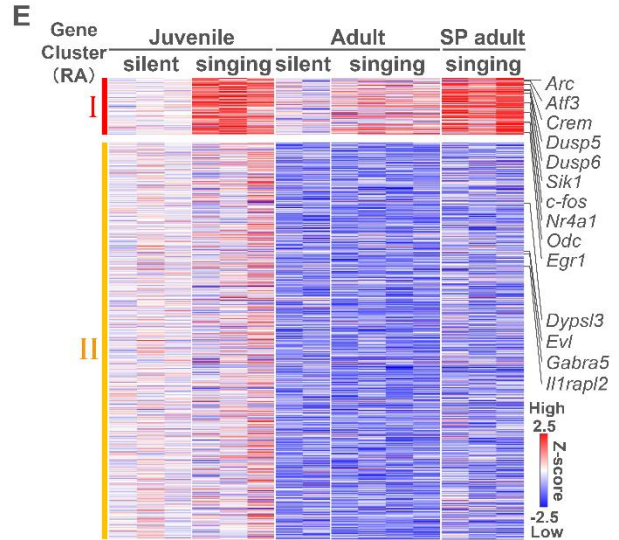 E
Gene
Cluster
(RA)
Juvenile
Adult
SP adult
silent
singing
silent
singing
singing
I
II
Arc
Atf3
Crem
Dusp5
Dusp6
Sik1
c-fos
Nr4a1
Odc
Egr1
Dypsl3
Evl
Gabra5
Il1rapl2
High
2.5
Z-score
-2.5
Low